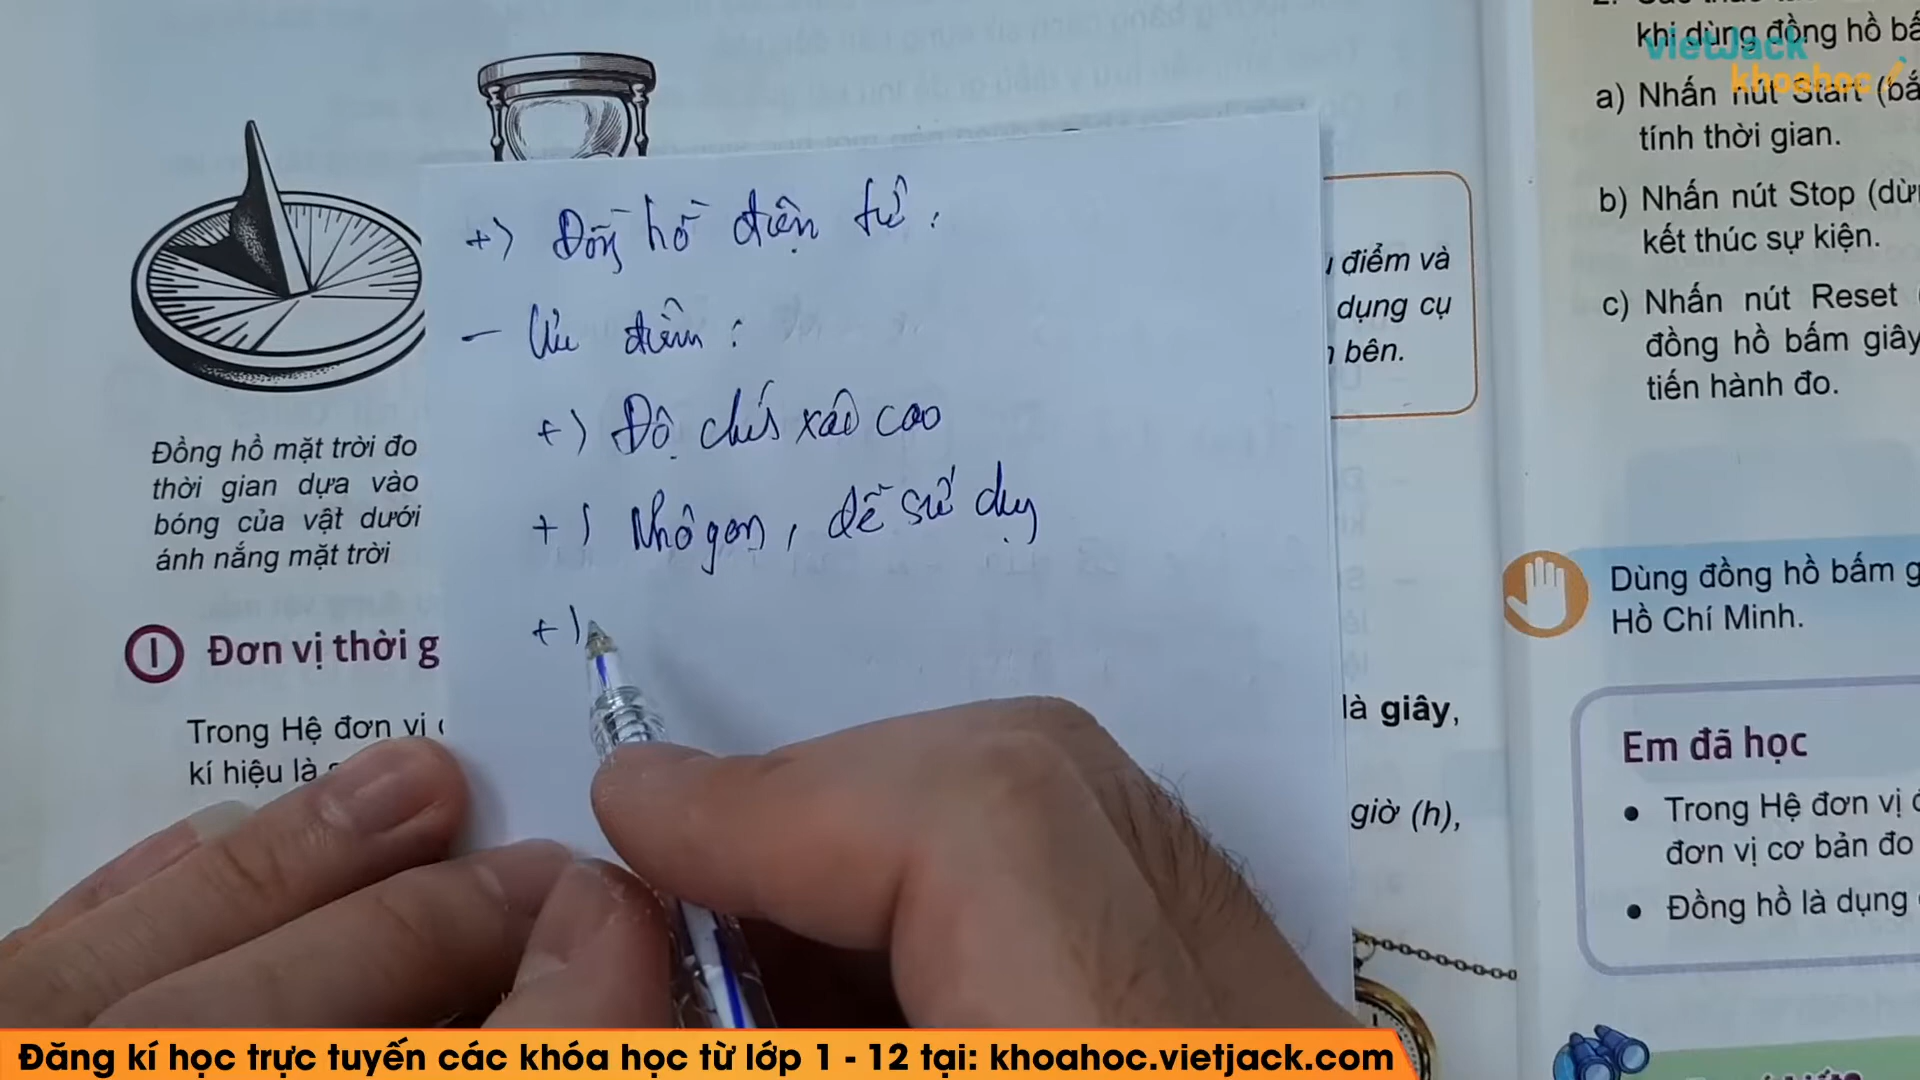 +) Đồng hồ điện tử :
- Ưu điểm :
+) Độ chính xác cao
+) Nhỏ gọn, dễ sử dụng
+)
Đồng hồ mặt trời đo
thời gian dựa vào
bóng của vật dưới
ánh nắng mặt trời
I Đơn vị thời g
Trong Hệ đơn vị
kí hiệu là
điểm và
dụng cụ
bên.
là giây,
giờ (h),
khi dùng đồng hồ bấ
vietJack
khoahoc
a) Nhấn nút Start (bắ
tính thời gian.
b) Nhấn nút Stop (dừ
kết thúc sự kiện.
c) Nhấn nút Reset
đồng hồ bấm giây
tiến hành đo.
Dùng đồng hồ bấm g
Hồ Chí Minh.
Em đã học
• Trong Hệ đơn vị
đơn vị cơ bản đo
• Đồng hồ là dụng
Đăng kí học trực tuyến các khóa học từ lớp 1 - 12 tại: khoahoc.vietjack.com